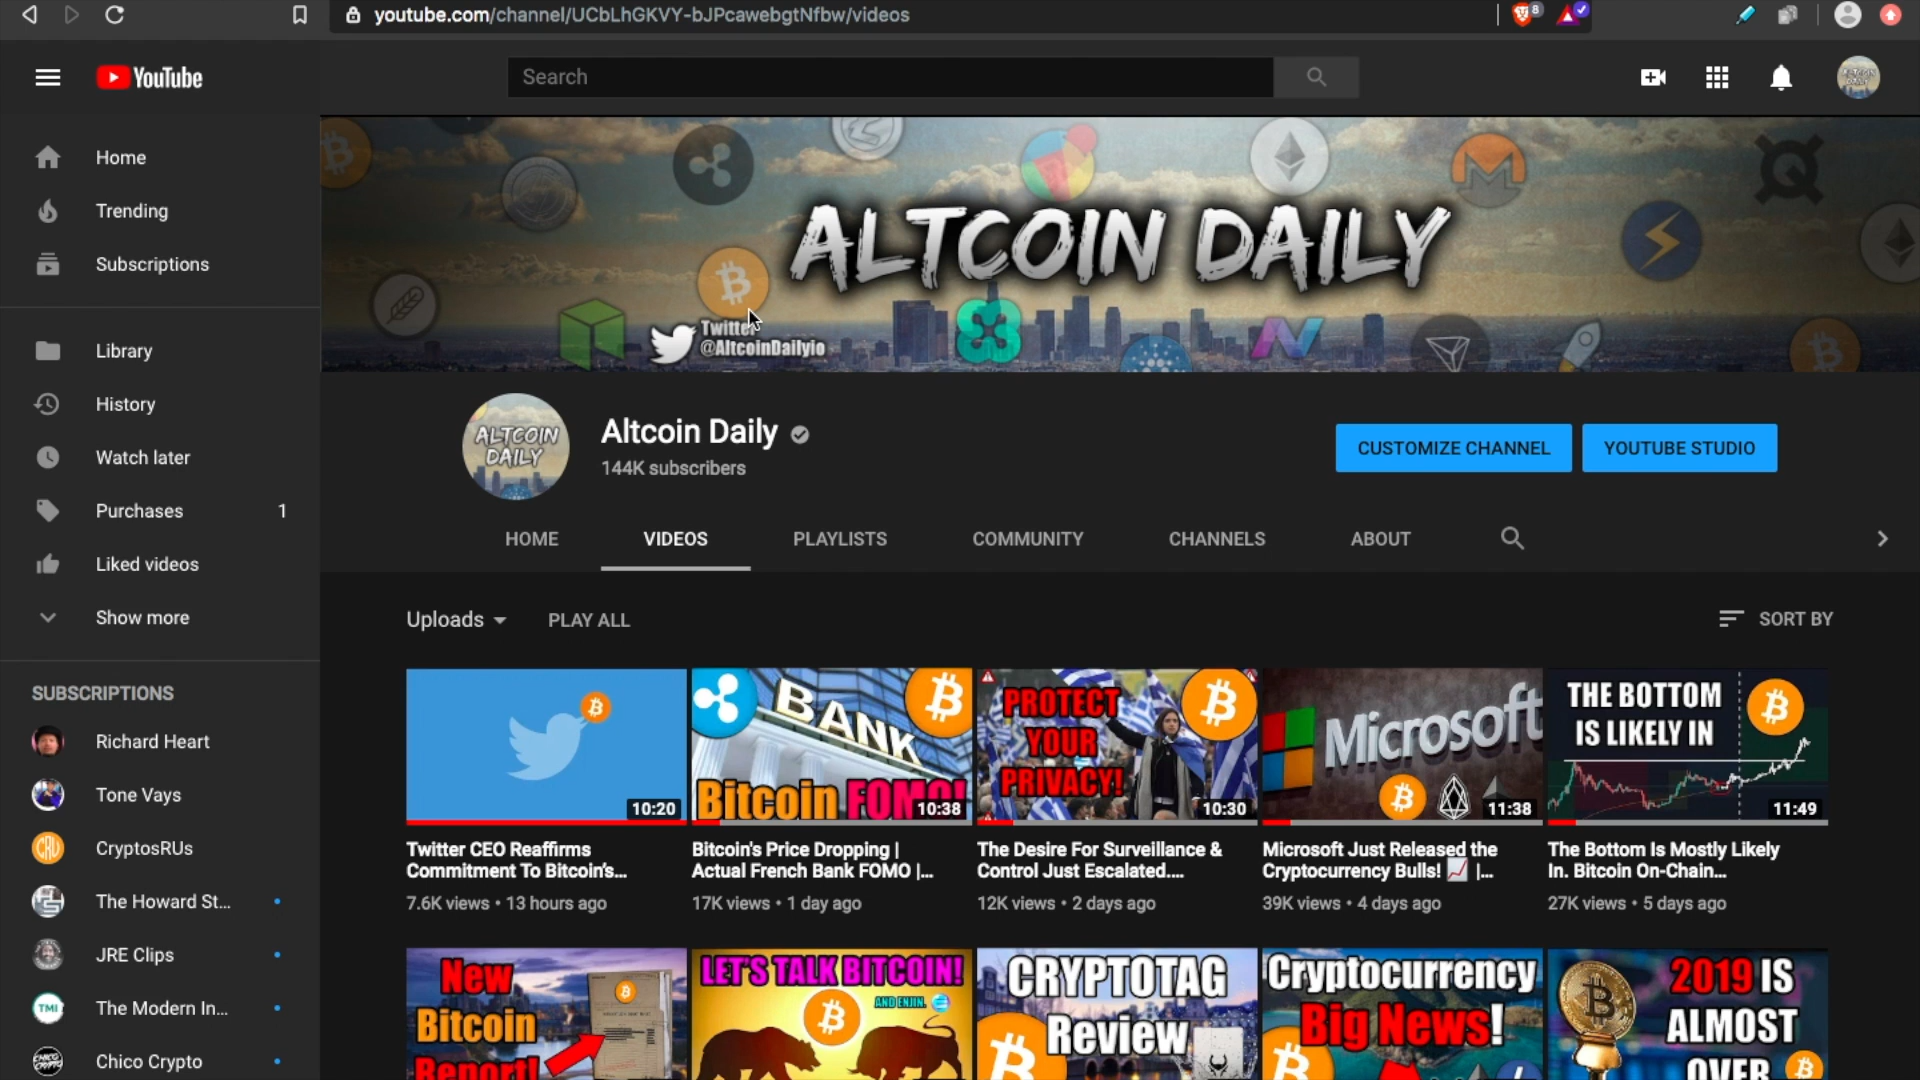 youtube.com/channel/UCbLhGKVY-bJPcawebgtNfbw/videos
8
YouTube
Search
Home
Trending
Subscriptions
Library
History
Watch later
Purchases 1
Liked videos
Show more
SUBSCRIPTIONS
Richard Heart
Tone Vays
CryptosRUs
The Howard St...
JRE Clips
The Modern In...
Chico Crypto
ALTCOIN DAILY
Twitter
@AltcoinDailyio
ALTCOIN
DAILY
Altcoin Daily
144K subscribers
CUSTOMIZE CHANNEL
YOUTUBE STUDIO
HOME VIDEOS PLAYLISTS COMMUNITY CHANNELS ABOUT
Uploads PLAY ALL SORT BY
10:20
Twitter CEO Reaffirms
Commitment To Bitcoin's...
7.6K views • 13 hours ago
BANK
Bitcoin FOMO!
10:38
Bitcoin's Price Dropping |
Actual French Bank FOMO |...
17K views • 1 day ago
PROTECT
YOUR
PRIVACY!
10:30
The Desire For Surveillance &
Control Just Escalated....
12K views • 2 days ago
Microsoft
11:38
Microsoft Just Released the
Cryptocurrency Bulls! 📈 |...
39K views • 4 days ago
THE BOTTOM
IS LIKELY IN
11:49
The Bottom Is Mostly Likely
In. Bitcoin On-Chain...
27K views • 5 days ago
New
Bitcoin
Report!
LET'S TALK BITCOIN!
AND ENJIN.
CRYPTOTAG
Review
Cryptocurrency
Big News!
2019 IS
ALMOST
OVER